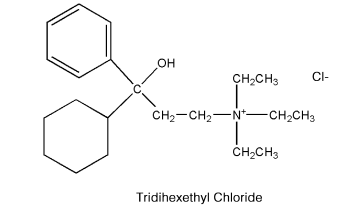 OH
CH2CH3
Cl-
C
CH2—CH2—N+—CH2CH3
CH2CH3
Tridihexethyl Chloride